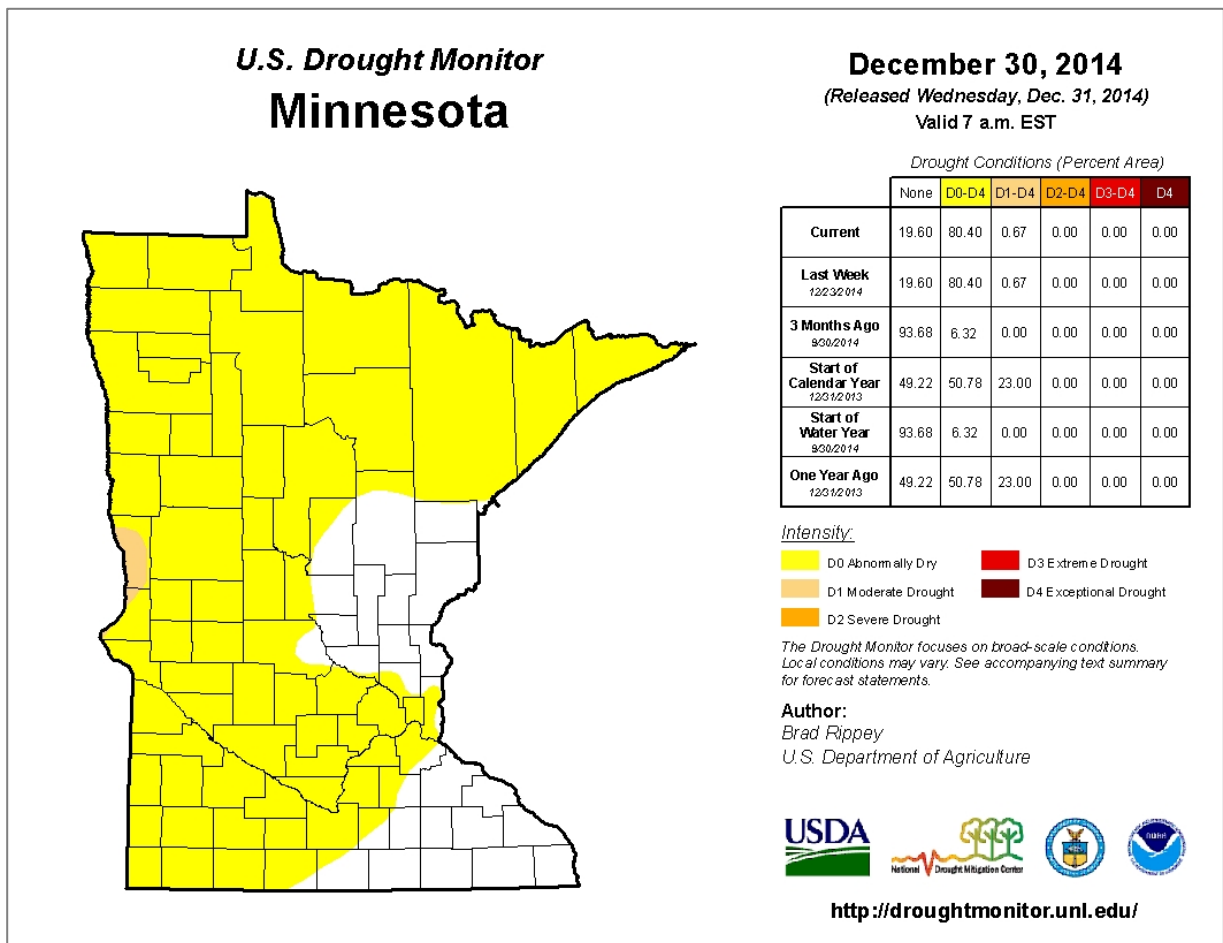 U.S. Drought Monitor
Minnesota
December 30, 2014
(Released Wednesday, Dec. 31, 2014)
Valid 7 a.m. EST
Drought Conditions (Percent Area)
None D0-D4 D1-D4 D2-D4 D3-D4 D4
Current 19.60 80.40 0.67 0.00 0.00 0.00
Last Week
12/23/2014 19.60 80.40 0.67 0.00 0.00 0.00
3 Months Ago
9/30/2014 93.68 6.32 0.00 0.00 0.00 0.00
Start of
Calendar Year
12/31/2013 49.22 50.78 23.00 0.00 0.00 0.00
Start of
Water Year
9/30/2014 93.68 6.32 0.00 0.00 0.00 0.00
One Year Ago
12/31/2013 49.22 50.78 23.00 0.00 0.00 0.00
Intensity:
D0 Abnormally Dry
D1 Moderate Drought
D2 Severe Drought
D3 Extreme Drought
D4 Exceptional Drought
The Drought Monitor focuses on broad-scale conditions.
Local conditions may vary. See accompanying text summary
for forecast statements.
Author:
Brad Rippey
U.S. Department of Agriculture
USDA
National Drought Mitigation Center
NOAA
http://droughtmonitor.unl.edu/